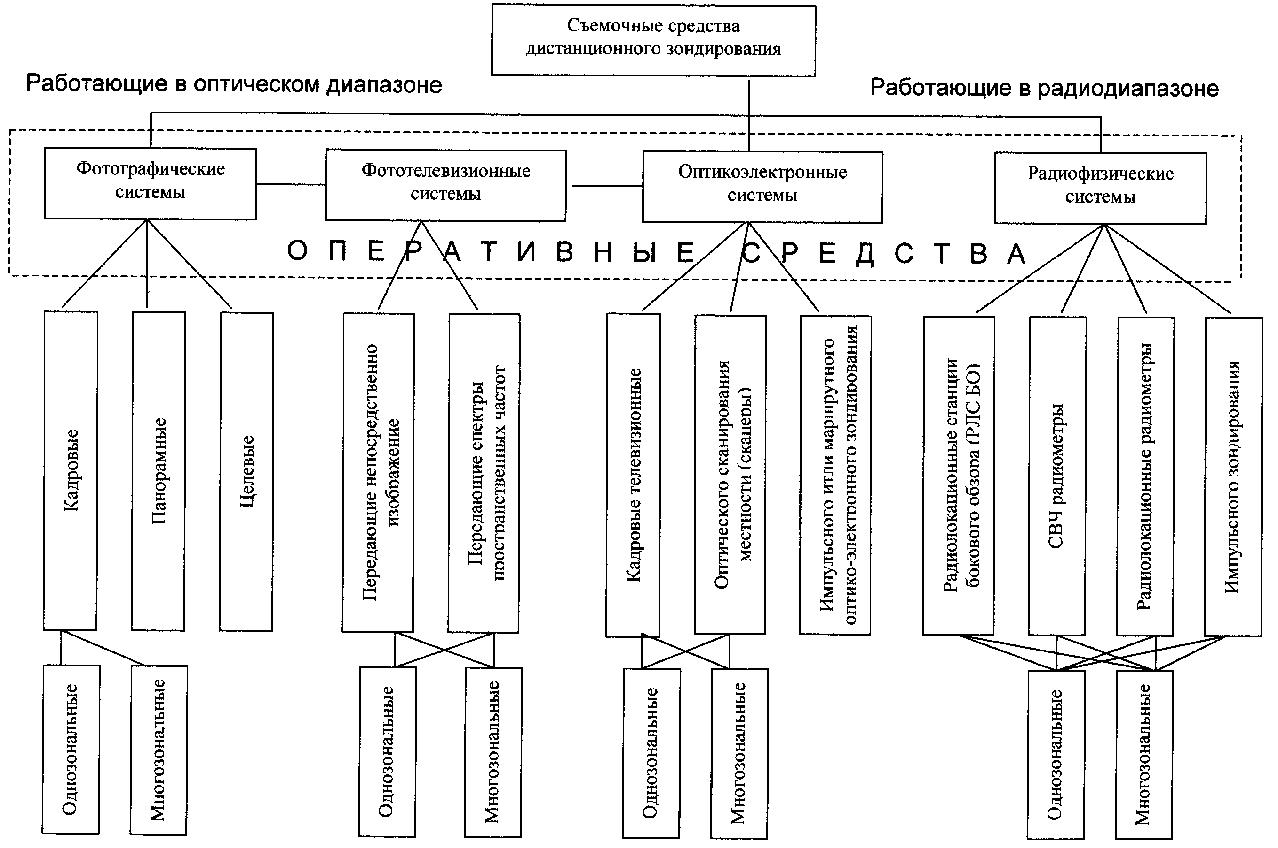 Съемочные средства
дистанционного зондирования
Работающие в оптическом диапазоне
Работающие в радиодиапазоне
Фотографические
системы
Фототелевизионные
системы
Оптикоэлектронные
системы
Радиофизические
системы
ОПЕРАТИВНЫЕ СРЕДСТВА
Кадровые
Панорамные
Целевые
Передающие непосредственно
изображение
Передающие спектры
пространственных частот
Кадровые телевизионные
Оптического сканирования
местности (сканеры)
Импульсного итли маршрутного
оптико-электронного зондирования
Радиолокационные станции
бокового обзора (РЛС БО)
СВЧ радиометры
Радиолокационные радиометры
Импульсного зондирования
Однозональные
Многозональные
Однозональные
Многозональные
Однозональные
Многозональные
Однозональные
Многозональные